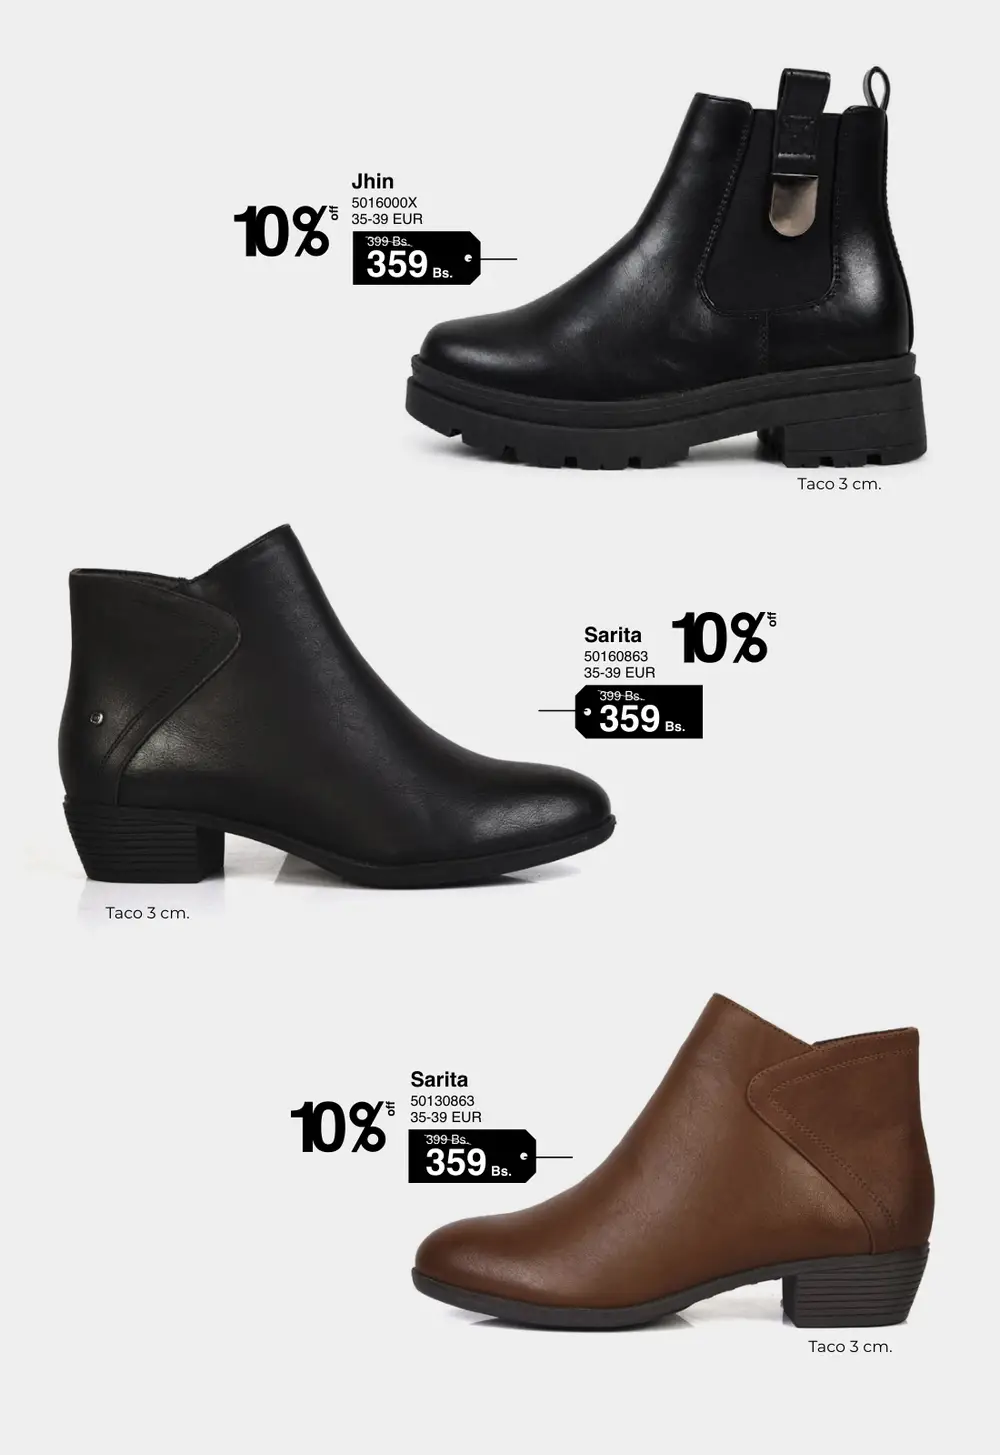 Jhin
5016000X
35-39 EUR
10% off
399 Bs.
359 Bs.
Taco 3 cm.
Sarita
50160863
35-39 EUR
10% off
399 Bs.
359 Bs.
Taco 3 cm.
Sarita
50130863
35-39 EUR
10% off
399 Bs.
359 Bs.
Taco 3 cm.